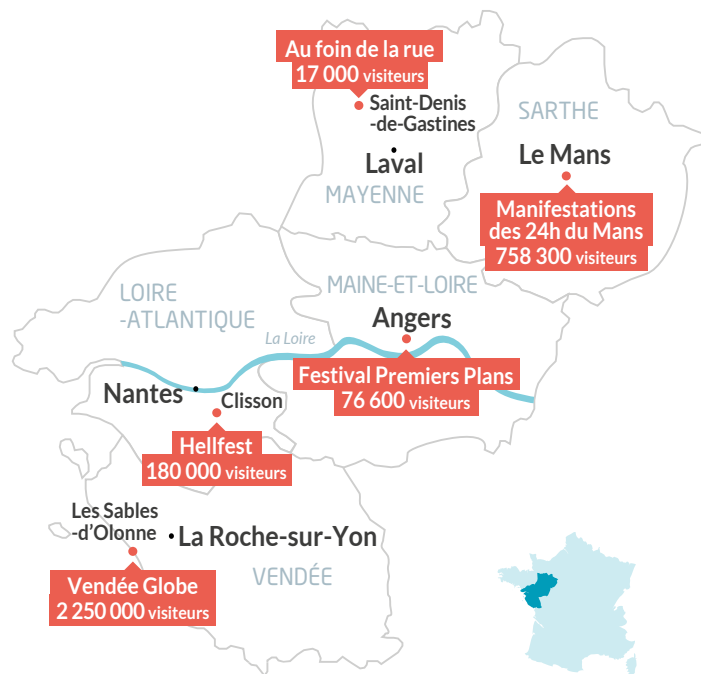 Au foin de la rue
17 000 visiteurs
Saint-Denis
-de-Gastines
Laval
MAYENNE
SARTHE
Le Mans
Manifestations
des 24h du Mans
758 300 visiteurs
LOIRE
-ATLANTIQUE
MAINE-ET-LOIRE
Angers
La Loire
Festival Premiers Plans
76 600 visiteurs
Nantes
Clisson
Hellfest
180 000 visiteurs
Les Sables
-d'Olonne
La Roche-sur-Yon
VENDÉE
Vendée Globe
2 250 000 visiteurs